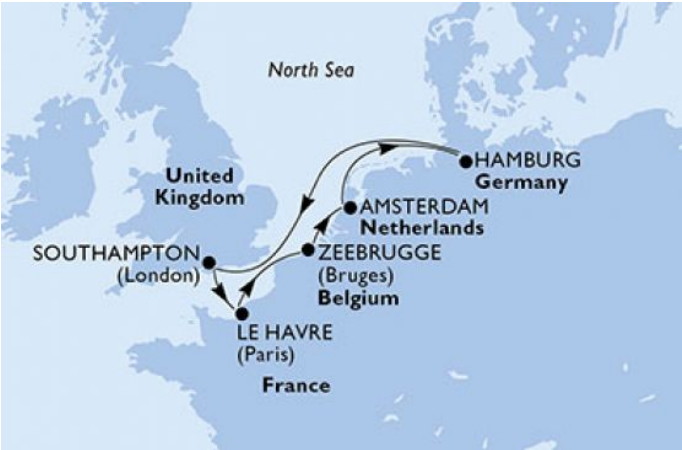 North Sea
United
Kingdom
HAMBURG
Germany
AMSTERDAM
Netherlands
SOUTHAMPTON
(London)
ZEEBRUGGE
(Bruges)
Belgium
LE HAVRE
(Paris)
France